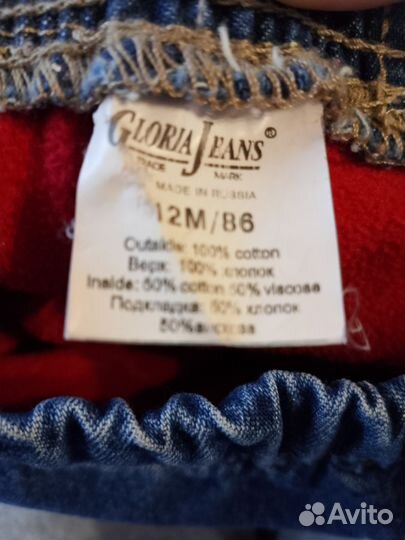 GLORIA JEANS®
TRADE MARK
MADE IN RUSSIA
12M/86
Outside: 100% cotton
Верх: 100% хлопок
Inside: 50% cotton 50% viscose
Подкладка: 50% хлопок
50% вискоза
Avito